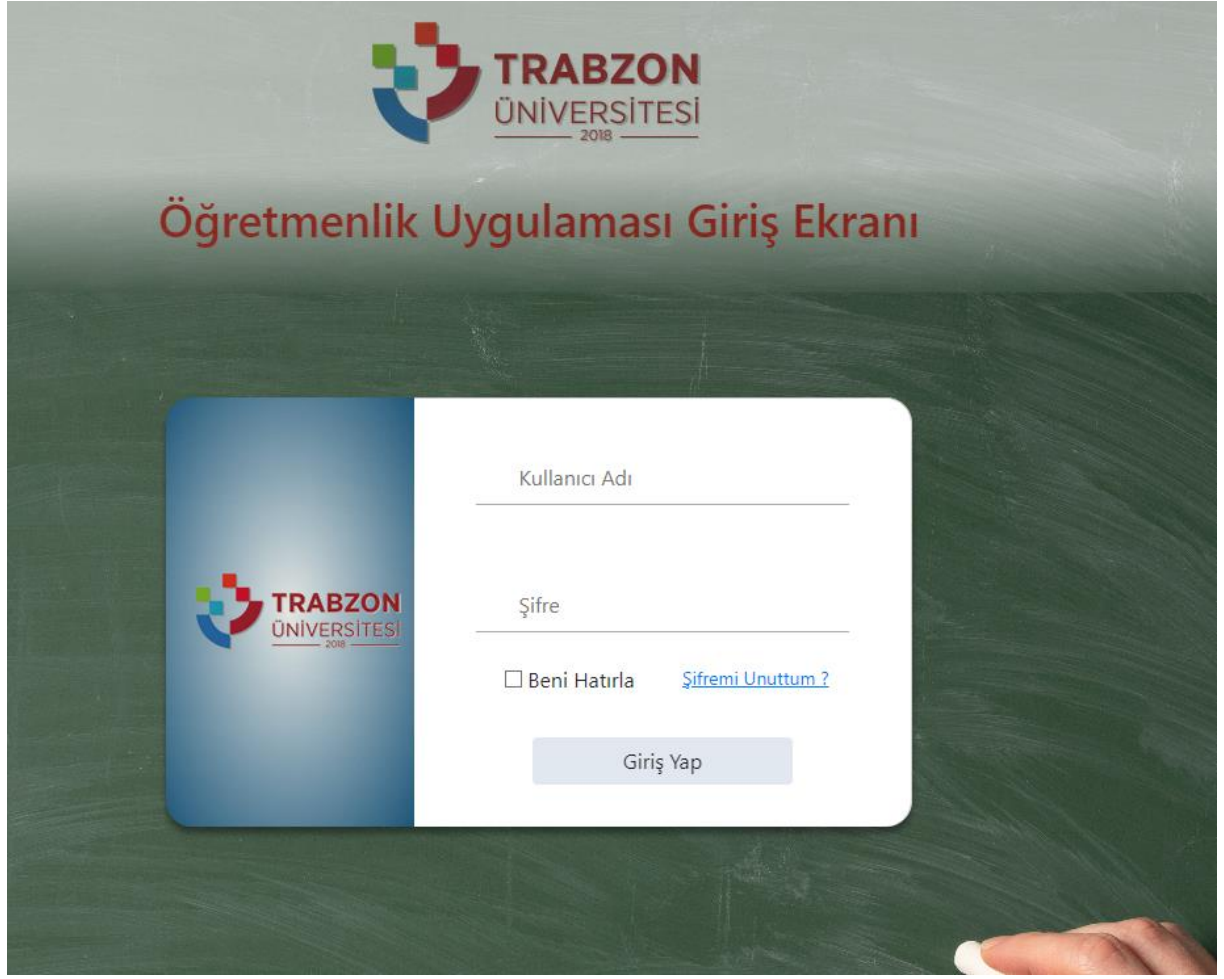 TRABZON
ÜNİVERSİTESİ
2018
Öğretmenlik Uygulaması Giriş Ekranı
TRABZON
ÜNİVERSİTESİ
2018
Kullanıcı Adı
Şifre
Beni Hatırla Şifremi Unuttum ?
Giriş Yap